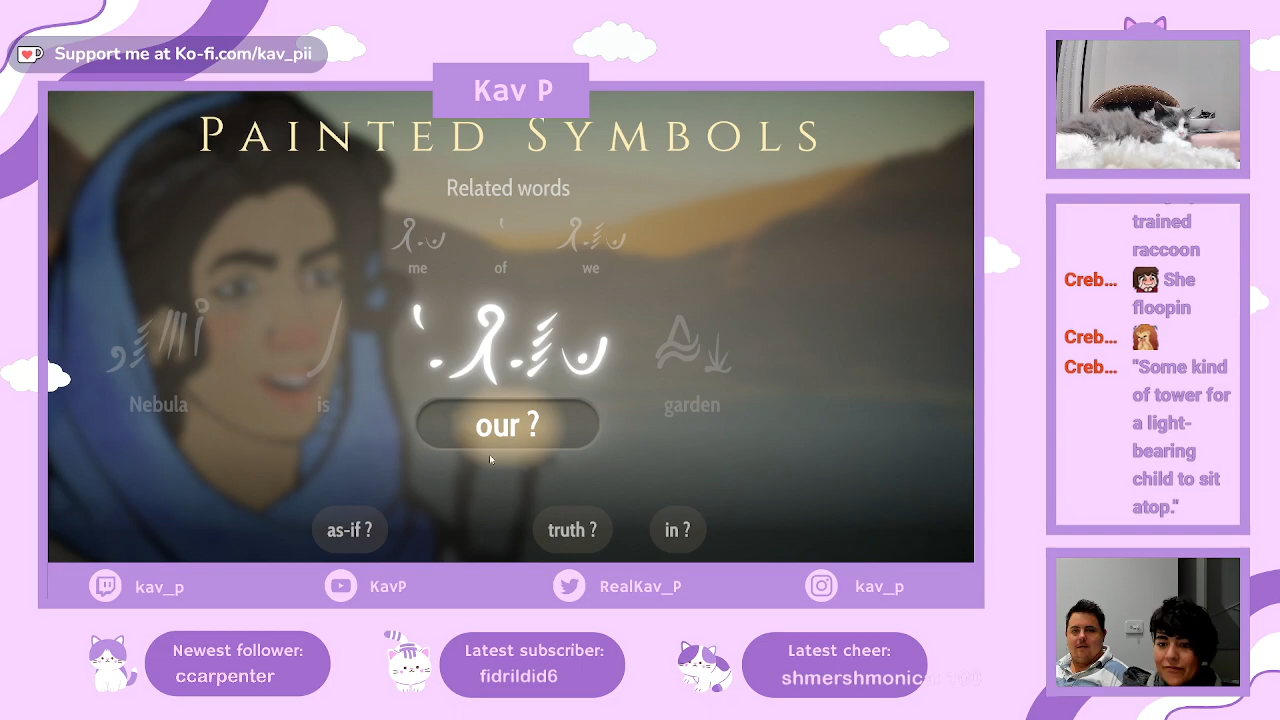 Support me at Ko-fi.com/kav_pii
Kav P
PAINTED SYMBOLS
Related words
me of we
Nebula is our ? garden
as-if ? truth ? in ?
kav_p KavP RealKav_P kav_p
Newest follower:
ccarpenter
Latest subscriber:
fidrildid6
Latest cheer:
shmershmonica: 100
trained
raccoon
Creb... She
floopin
Creb...
Creb... "Some kind
of tower for
a light-
bearing
child to sit
atop."